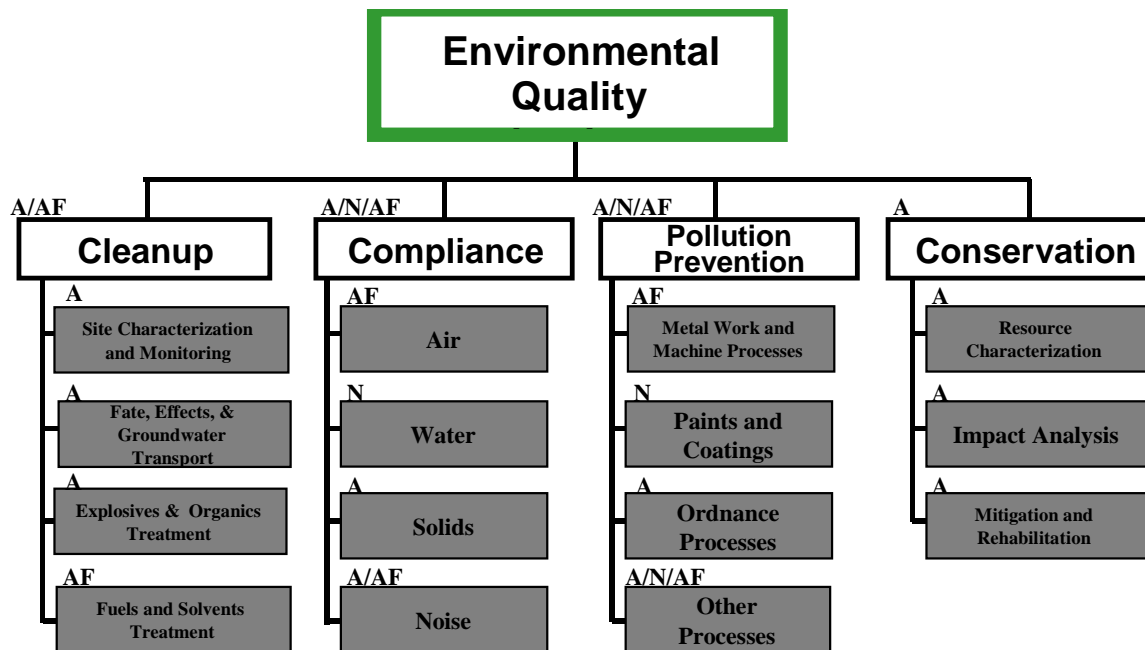 Environmental
Quality
A/AF
Cleanup
A
Site Characterization
and Monitoring
A
Fate, Effects, &
Groundwater
Transport
A
Explosives & Organics
Treatment
AF
Fuels and Solvents
Treatment
A/N/AF
Compliance
AF
Air
N
Water
A
Solids
A/AF
Noise
A/N/AF
Pollution
Prevention
AF
Metal Work and
Machine Processes
N
Paints and
Coatings
A
Ordnance
Processes
A/N/AF
Other
Processes
A
Conservation
A
Resource
Characterization
A
Impact Analysis
A
Mitigation and
Rehabilitation